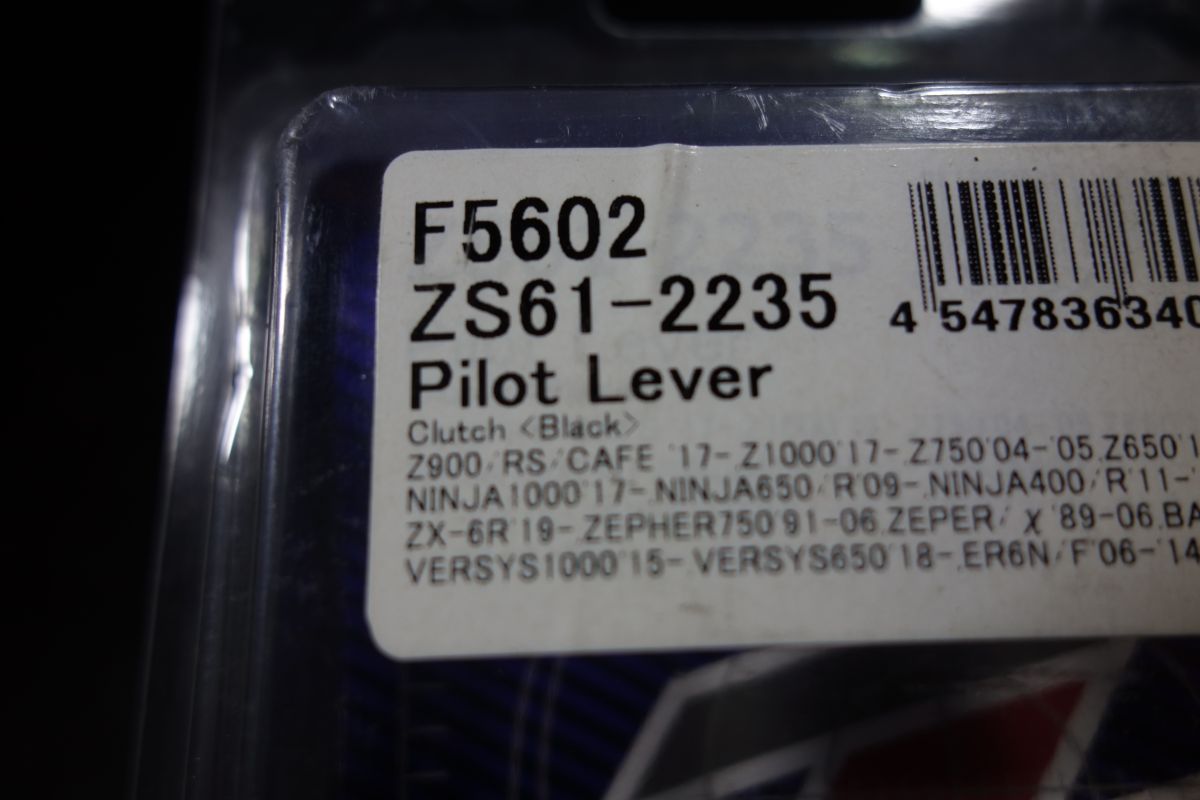 F5602
ZS61-2235
4 547836340
Pilot Lever
Clutch <Black>
Z900/RS/CAFE '17-.Z1000'17-.Z750'04-'05.Z650'1
NINJA1000'17-.NINJA650/R'09-.NINJA400/R'11-
ZX-6R'19-.ZEPHER750'91-06.ZEPER/χ'89-06.BA
VERSYS1000'15-.VERSYS650'18-.ER6N/F'06-'14